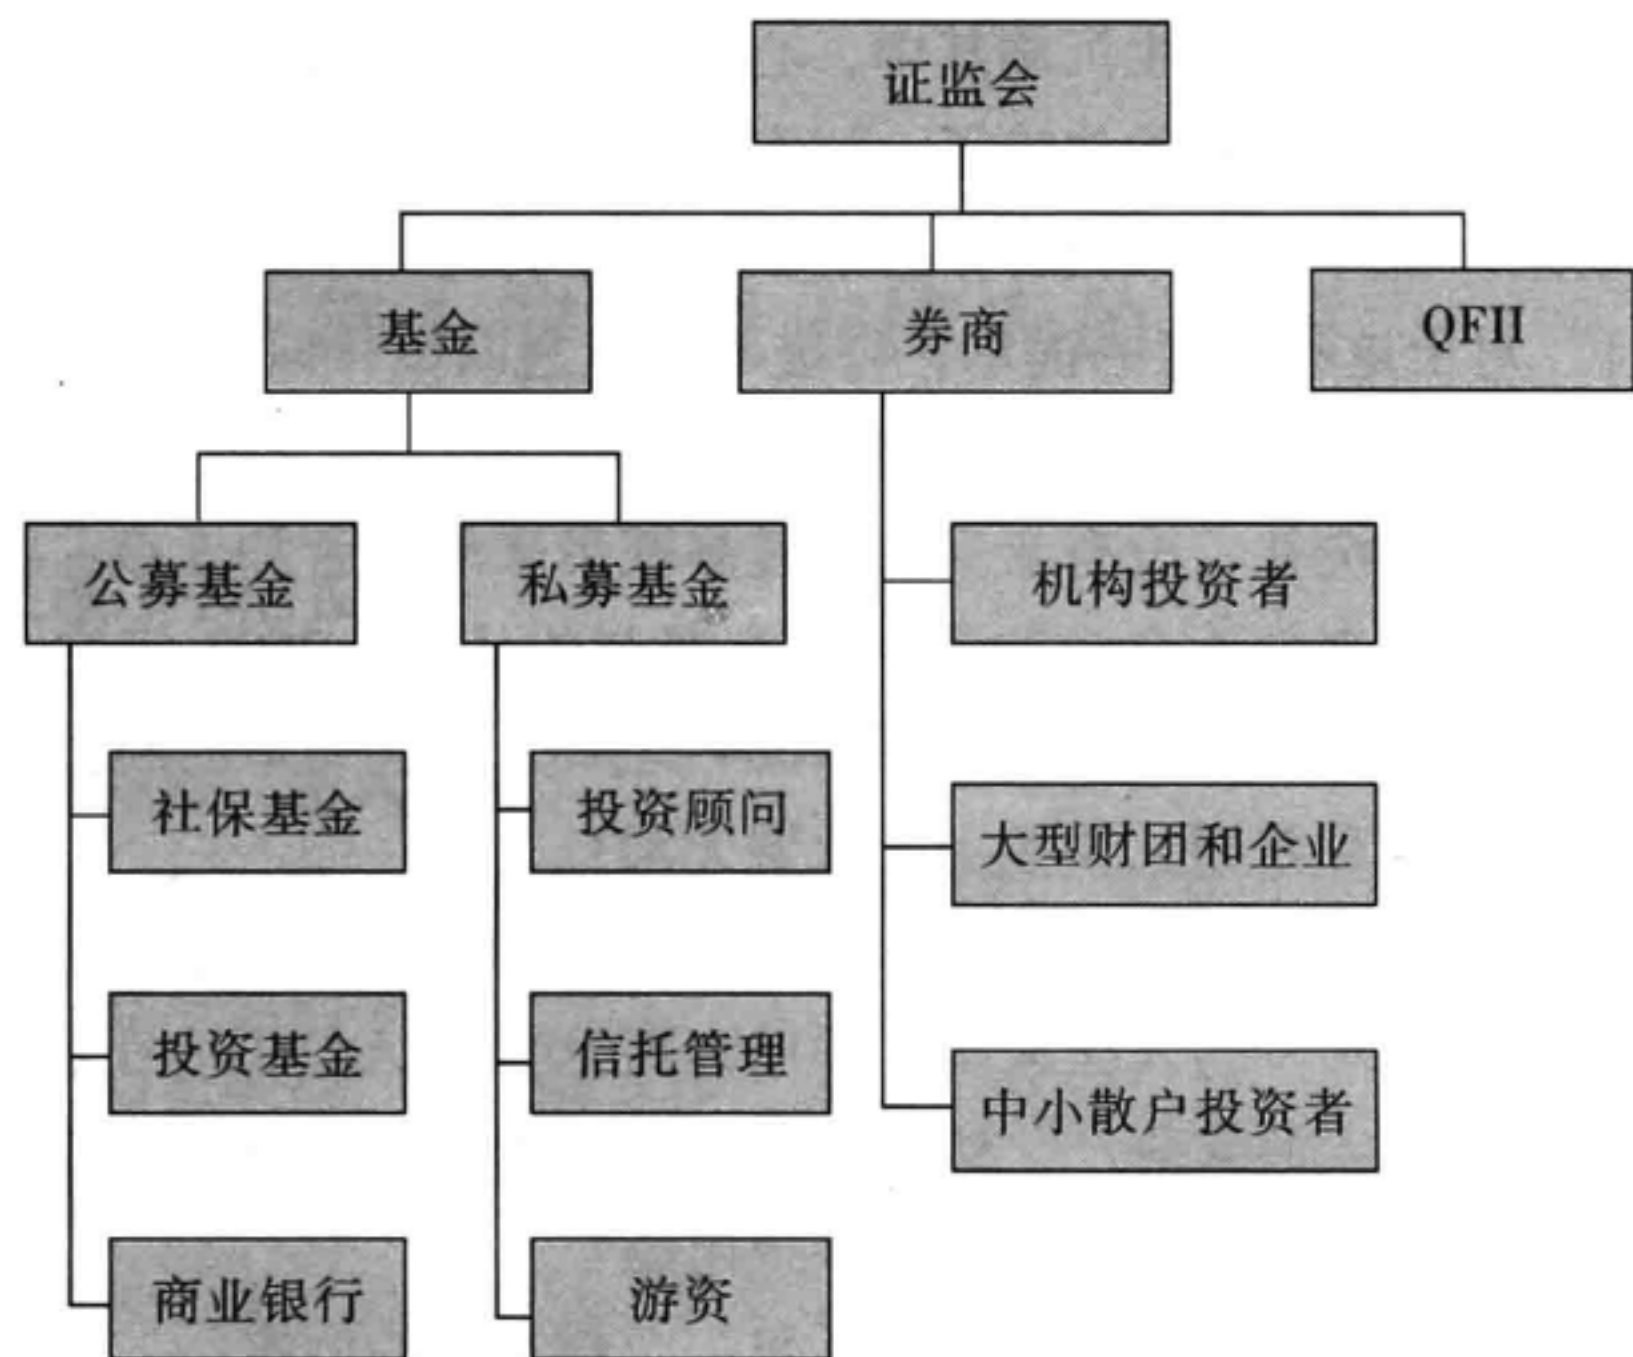 证监会
基金
券商
QFII
公募基金
私募基金
机构投资者
社保基金
投资顾问
大型财团和企业
投资基金
信托管理
中小散户投资者
商业银行
游资